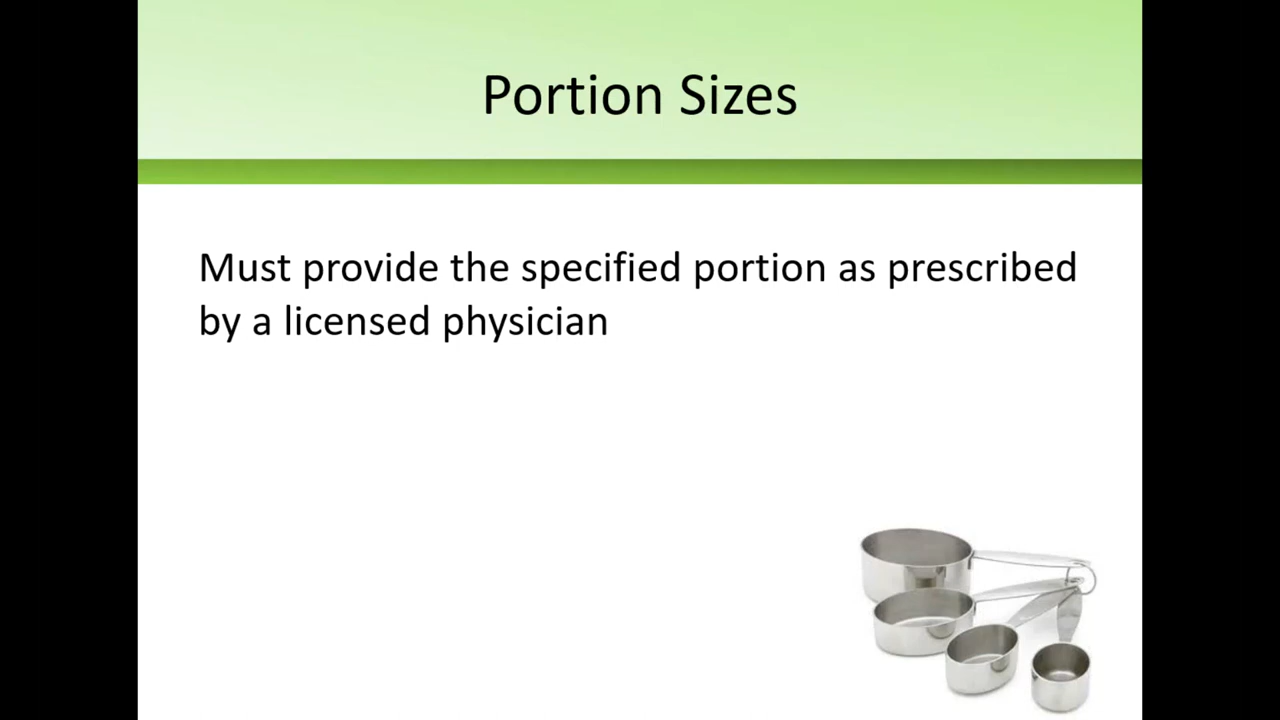 Portion Sizes
Must provide the specified portion as prescribed
by a licensed physician